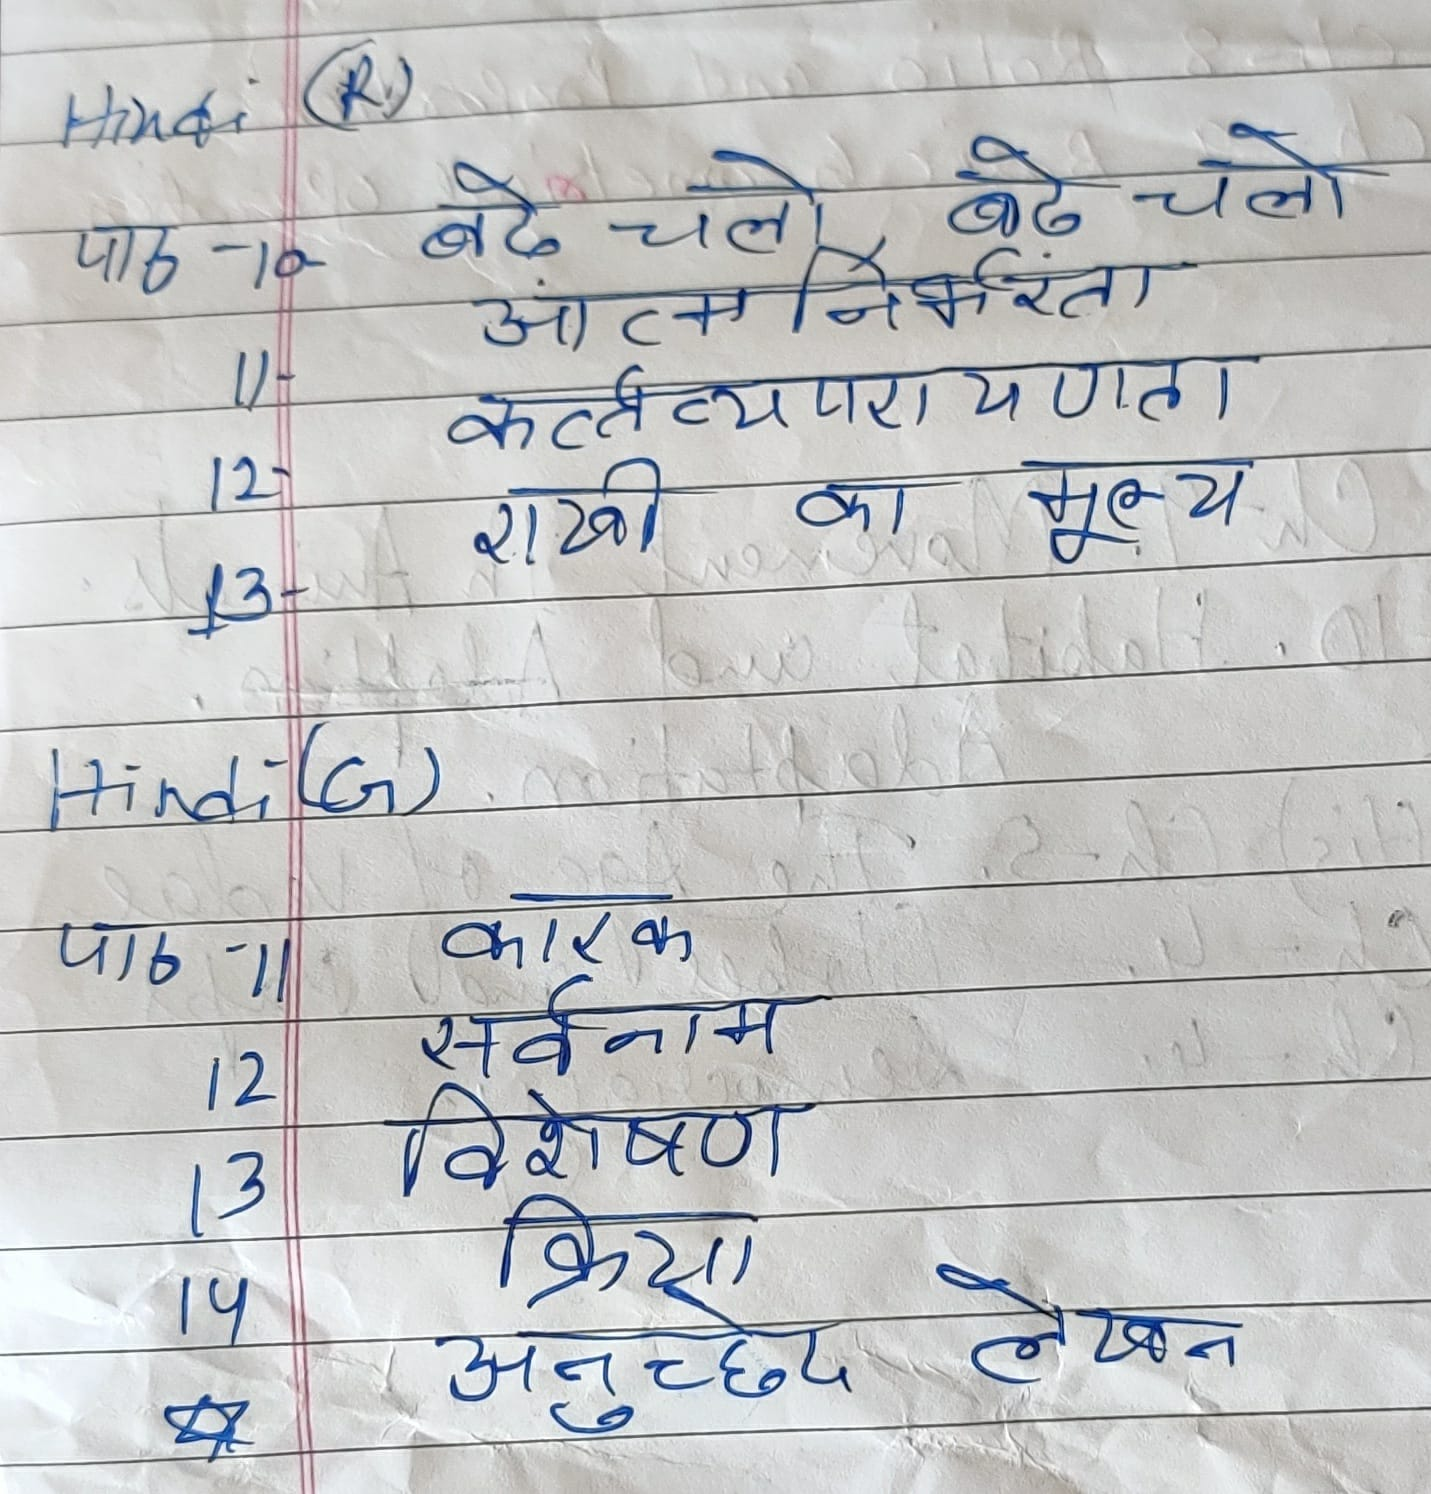 Hindi (R)
पाठ -10 बढे चलो बढे चलो
11- आत्मनिर्भरता
12- कर्त्तव्यपरायणता
13- राखी का मूल्य
Hindi (G)
पाठ -11 कारक
12 सर्वनाम
13 विशेषण
14 क्रिया
☆ अनुच्छेद लेखन